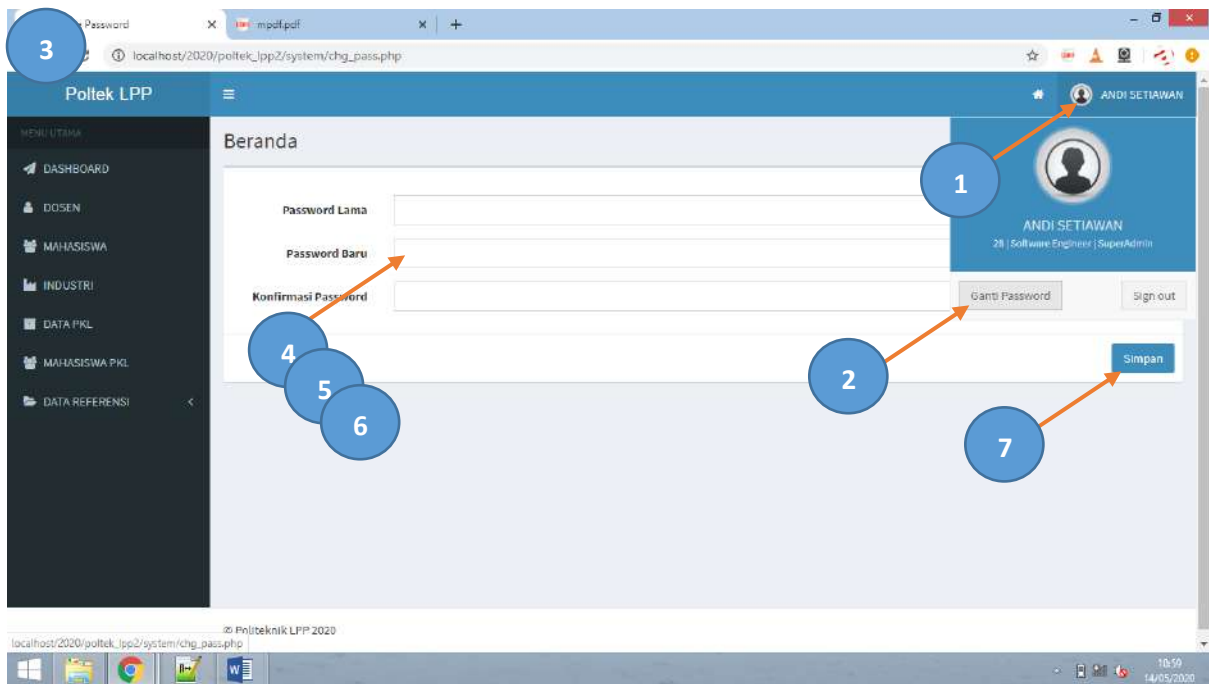 Password
mpdf.pdf
3
localhost/2020/poltek_lpp2/system/chg_pass.php
Poltek LPP
ANDI SETIAWAN
MENU UTAMA
DASHBOARD
DOSEN
MAHASISWA
INDUSTRI
DATA PKL
MAHASISWA PKL
DATA REFERENSI
Beranda
Password Lama
Password Baru
Konfirmasi Password
1
ANDI SETIAWAN
28 | Software Engineer | SuperAdmin
Ganti Password
Sign out
Simpan
4
5
6
2
7
© Politeknik LPP 2020
localhost/2020/poltek_lpp2/system/chg_pass.php
10:59
14/05/2020